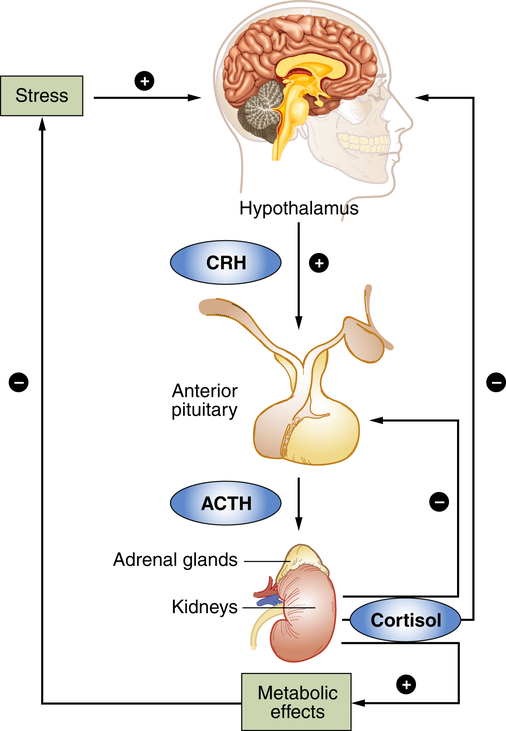 Stress
+
Hypothalamus
CRH
+
Anterior
pituitary
−
−
−
ACTH
Adrenal glands
Kidneys
Cortisol
+
Metabolic
effects